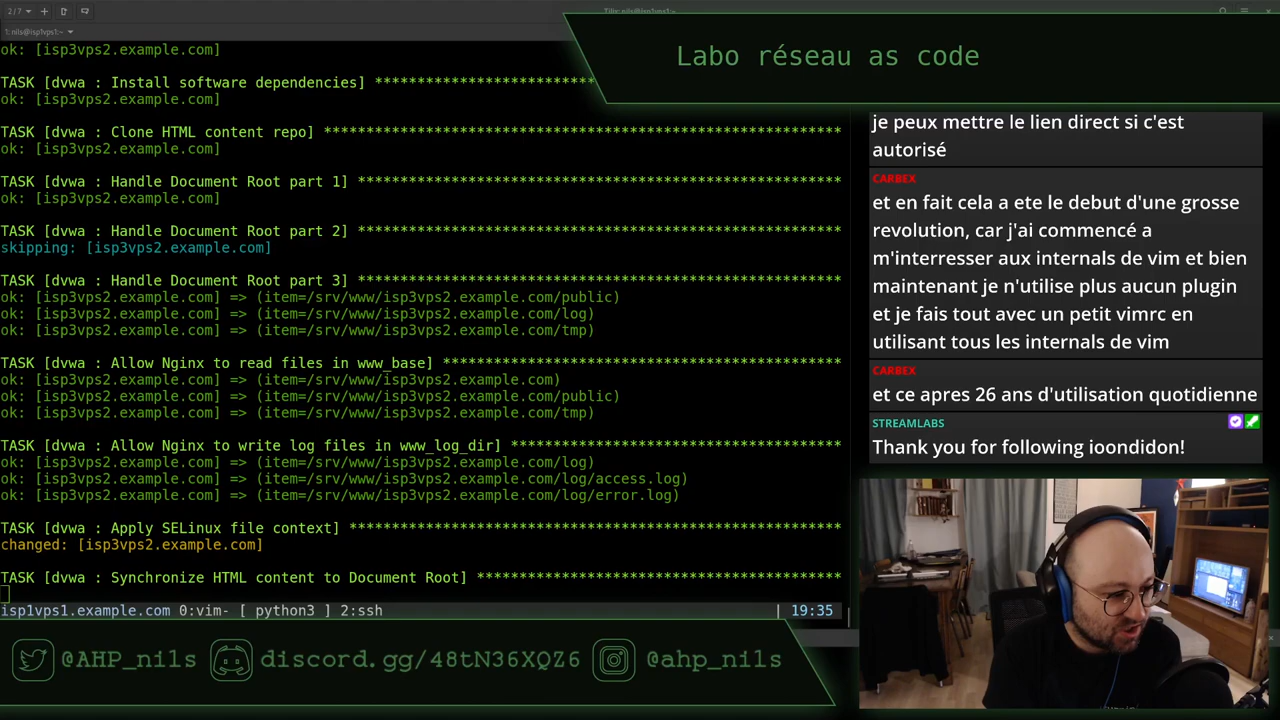 2/7
Tilix: nils@isp1vps1:~
1: nils@isp1vps1:~
Labo réseau as code
ok: [isp3vps2.example.com]
TASK [dvwa : Install software dependencies] **************************
ok: [isp3vps2.example.com]
TASK [dvwa : Clone HTML content repo] *************************************************************
ok: [isp3vps2.example.com]
TASK [dvwa : Handle Document Root part 1] *********************************************************
ok: [isp3vps2.example.com]
TASK [dvwa : Handle Document Root part 2] *********************************************************
skipping: [isp3vps2.example.com]
TASK [dvwa : Handle Document Root part 3] *********************************************************
ok: [isp3vps2.example.com] => (item=/srv/www/isp3vps2.example.com/public)
ok: [isp3vps2.example.com] => (item=/srv/www/isp3vps2.example.com/log)
ok: [isp3vps2.example.com] => (item=/srv/www/isp3vps2.example.com/tmp)
TASK [dvwa : Allow Nginx to read files in www_base] ***********************************************
ok: [isp3vps2.example.com] => (item=/srv/www/isp3vps2.example.com)
ok: [isp3vps2.example.com] => (item=/srv/www/isp3vps2.example.com/public)
ok: [isp3vps2.example.com] => (item=/srv/www/isp3vps2.example.com/tmp)
TASK [dvwa : Allow Nginx to write log files in www_log_dir] ***************************************
ok: [isp3vps2.example.com] => (item=/srv/www/isp3vps2.example.com/log)
ok: [isp3vps2.example.com] => (item=/srv/www/isp3vps2.example.com/log/access.log)
ok: [isp3vps2.example.com] => (item=/srv/www/isp3vps2.example.com/log/error.log)
TASK [dvwa : Apply SELinux file context] **********************************************************
changed: [isp3vps2.example.com]
TASK [dvwa : Synchronize HTML content to Document Root] *******************************************
isp1vps1.example.com 0:vim- [ python3 ] 2:ssh | 19:35
je peux mettre le lien direct si c'est
autorisé
CARBEX
et en fait cela a ete le debut d'une grosse
revolution, car j'ai commencé a
m'interresser aux internals de vim et bien
maintenant je n'utilise plus aucun plugin
et je fais tout avec un petit vimrc en
utilisant tous les internals de vim
CARBEX
et ce apres 26 ans d'utilisation quotidienne
STREAMLABS
Thank you for following ioondidon!
@AHP_nils discord.gg/48tN36XQZ6 @ahp_nils